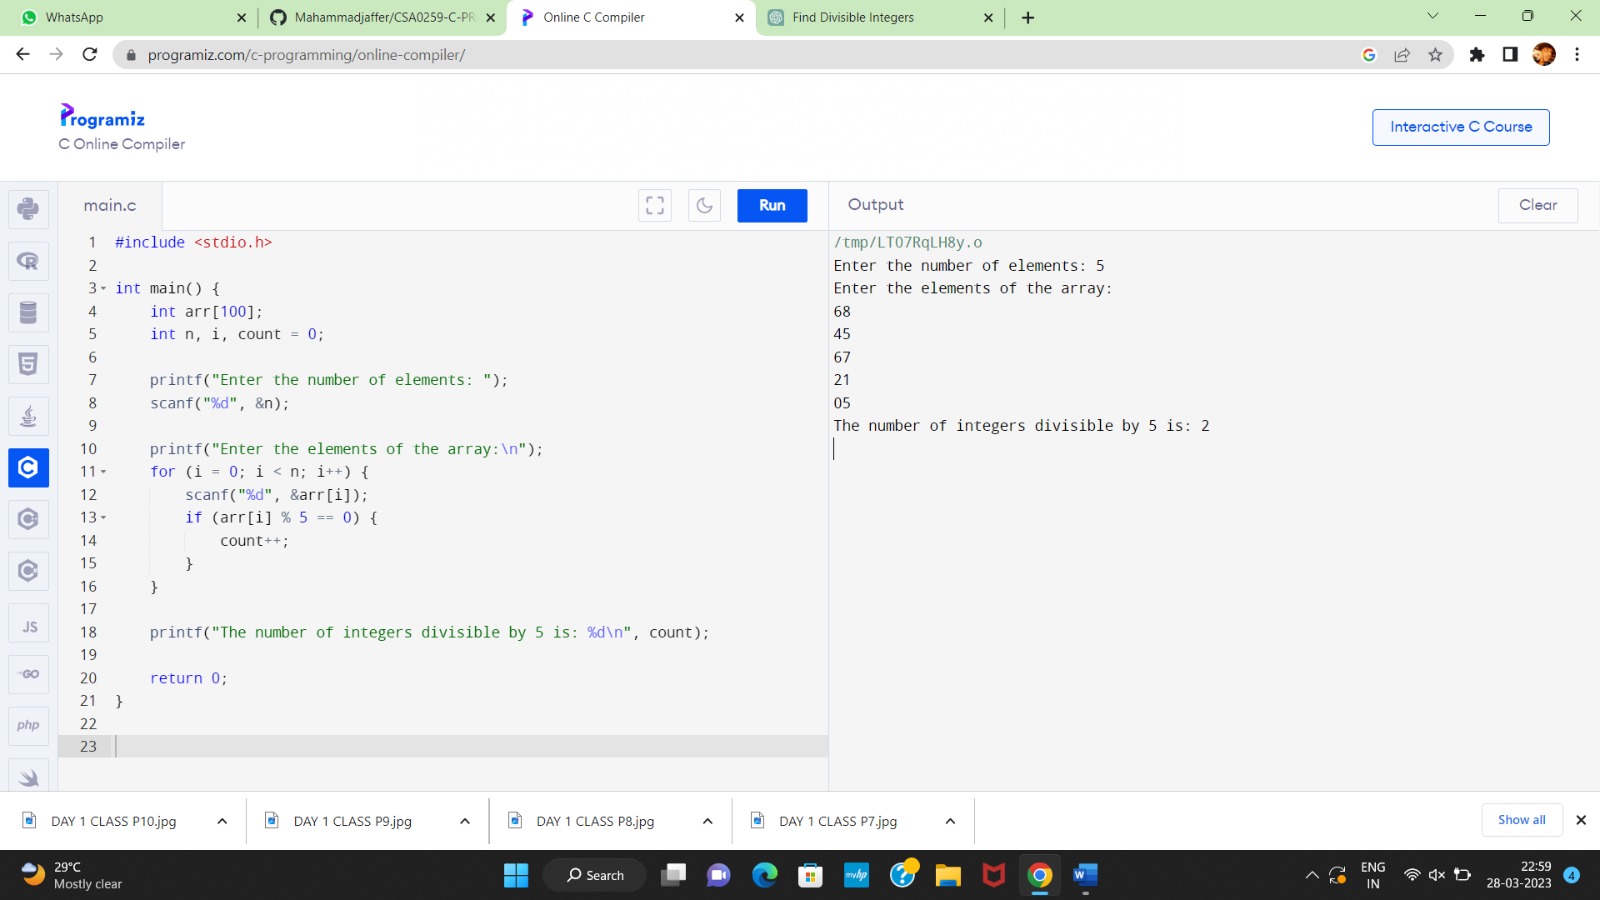 WhatsApp
Mahammadjaffer/CSA0259-C-PR
Online C Compiler
Find Divisible Integers
programiz.com/c-programming/online-compiler/
Programiz
C Online Compiler
Interactive C Course
main.c
Run
Output
Clear
1 #include <stdio.h>
2
3 int main() {
4     int arr[100];
5     int n, i, count = 0;
6
7     printf("Enter the number of elements: ");
8     scanf("%d", &n);
9
10     printf("Enter the elements of the array:\n");
11     for (i = 0; i < n; i++) {
12         scanf("%d", &arr[i]);
13         if (arr[i] % 5 == 0) {
14             count++;
15         }
16     }
17
18     printf("The number of integers divisible by 5 is: %d\n", count);
19
20     return 0;
21 }
22
23
/tmp/LTO7RqLH8y.o
Enter the number of elements: 5
Enter the elements of the array:
68
45
67
21
05
The number of integers divisible by 5 is: 2
JS
GO
php
DAY 1 CLASS P10.jpg
DAY 1 CLASS P9.jpg
DAY 1 CLASS P8.jpg
DAY 1 CLASS P7.jpg
Show all
29°C
Mostly clear
Search
myhp
ENG
IN
22:59
28-03-2023
4